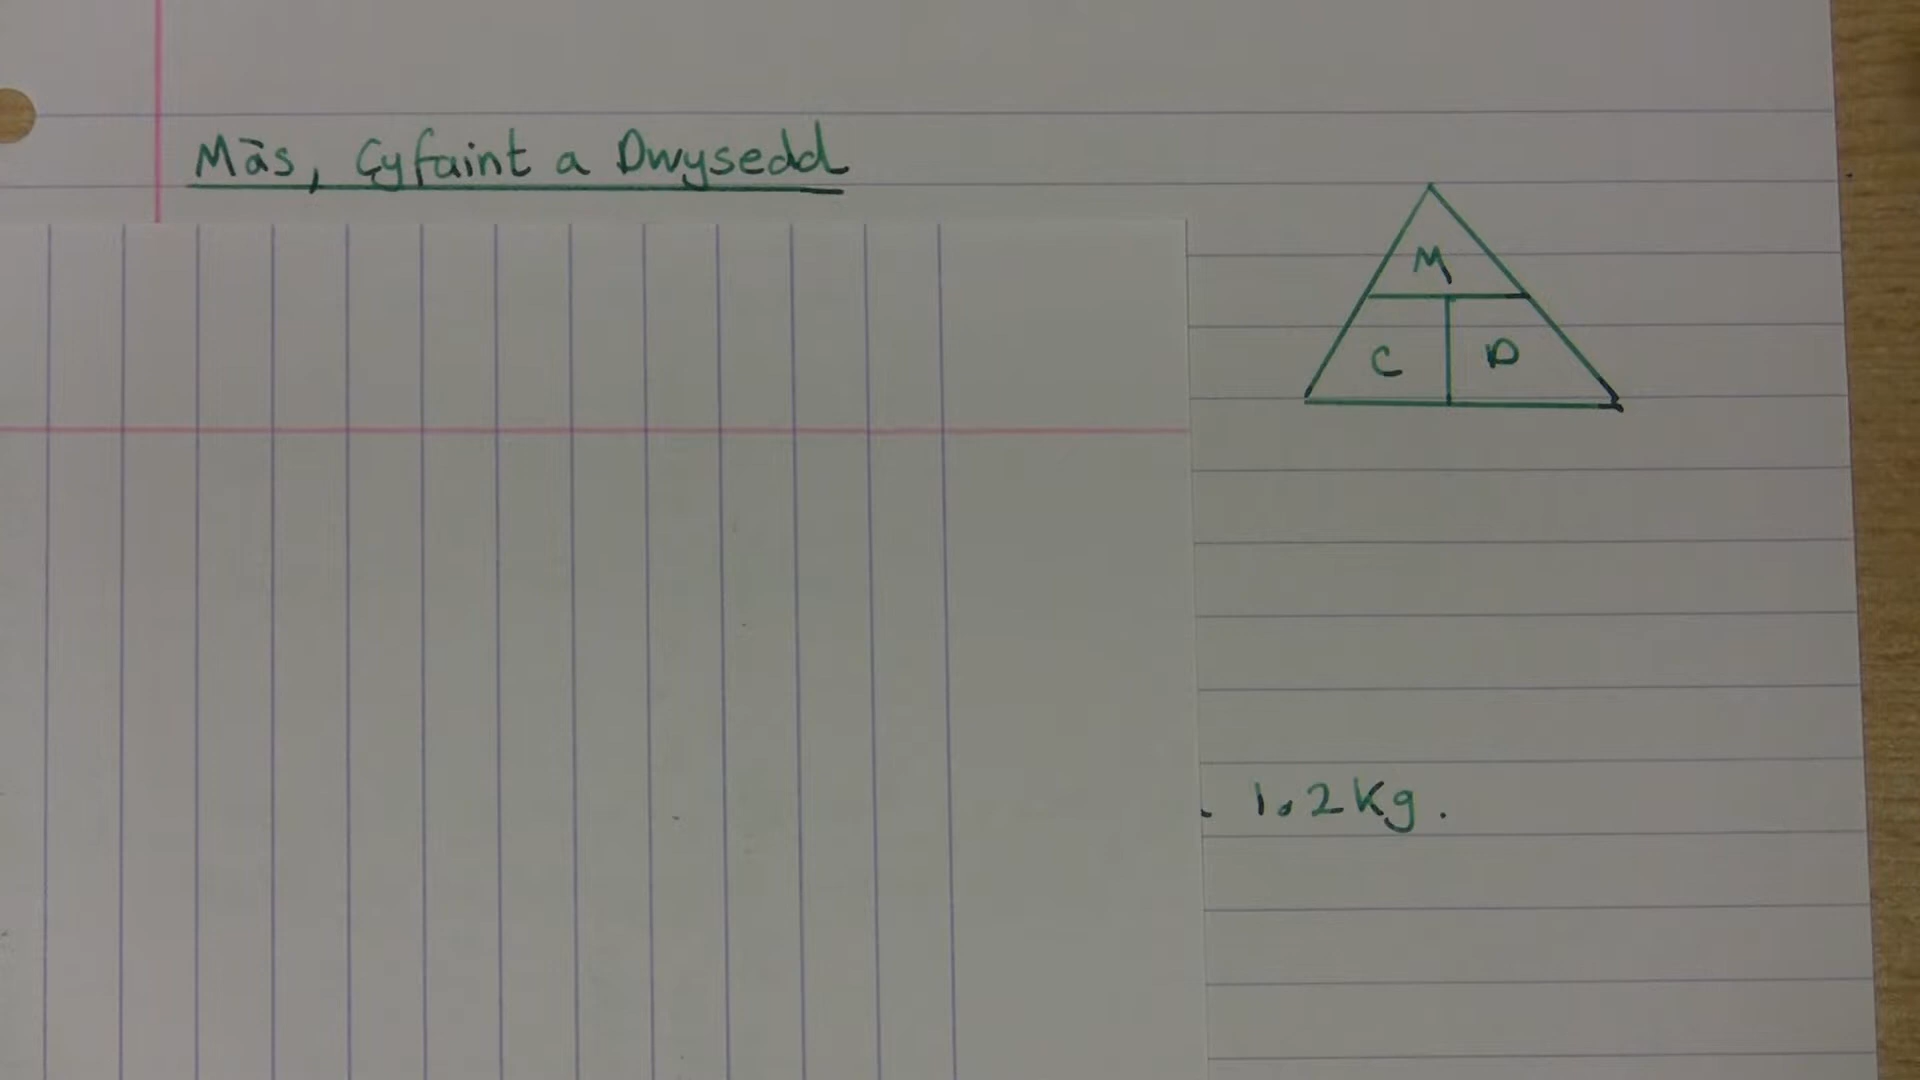 Màs, Cyfaint a Dwysedd
M
C D
1.2kg.